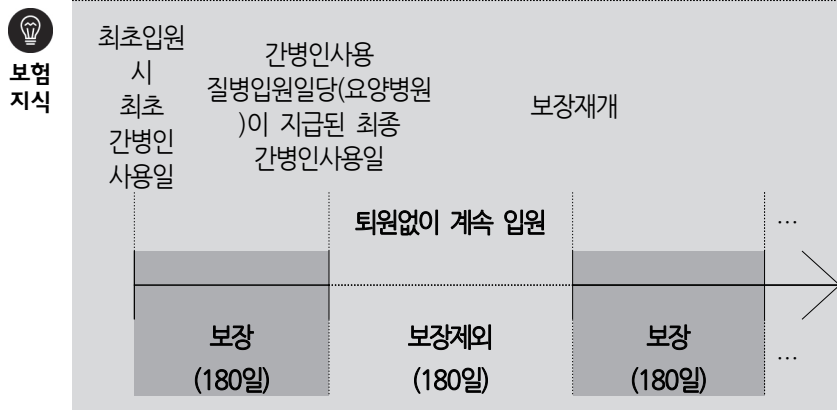 보험
지식
최초입원
시
최초
간병인
사용일
간병인사용
질병입원일당(요양병원
)이 지급된 최종
간병인사용일
보장재개
퇴원없이 계속 입원
…
보장
(180일)
보장제외
(180일)
보장
(180일)
…